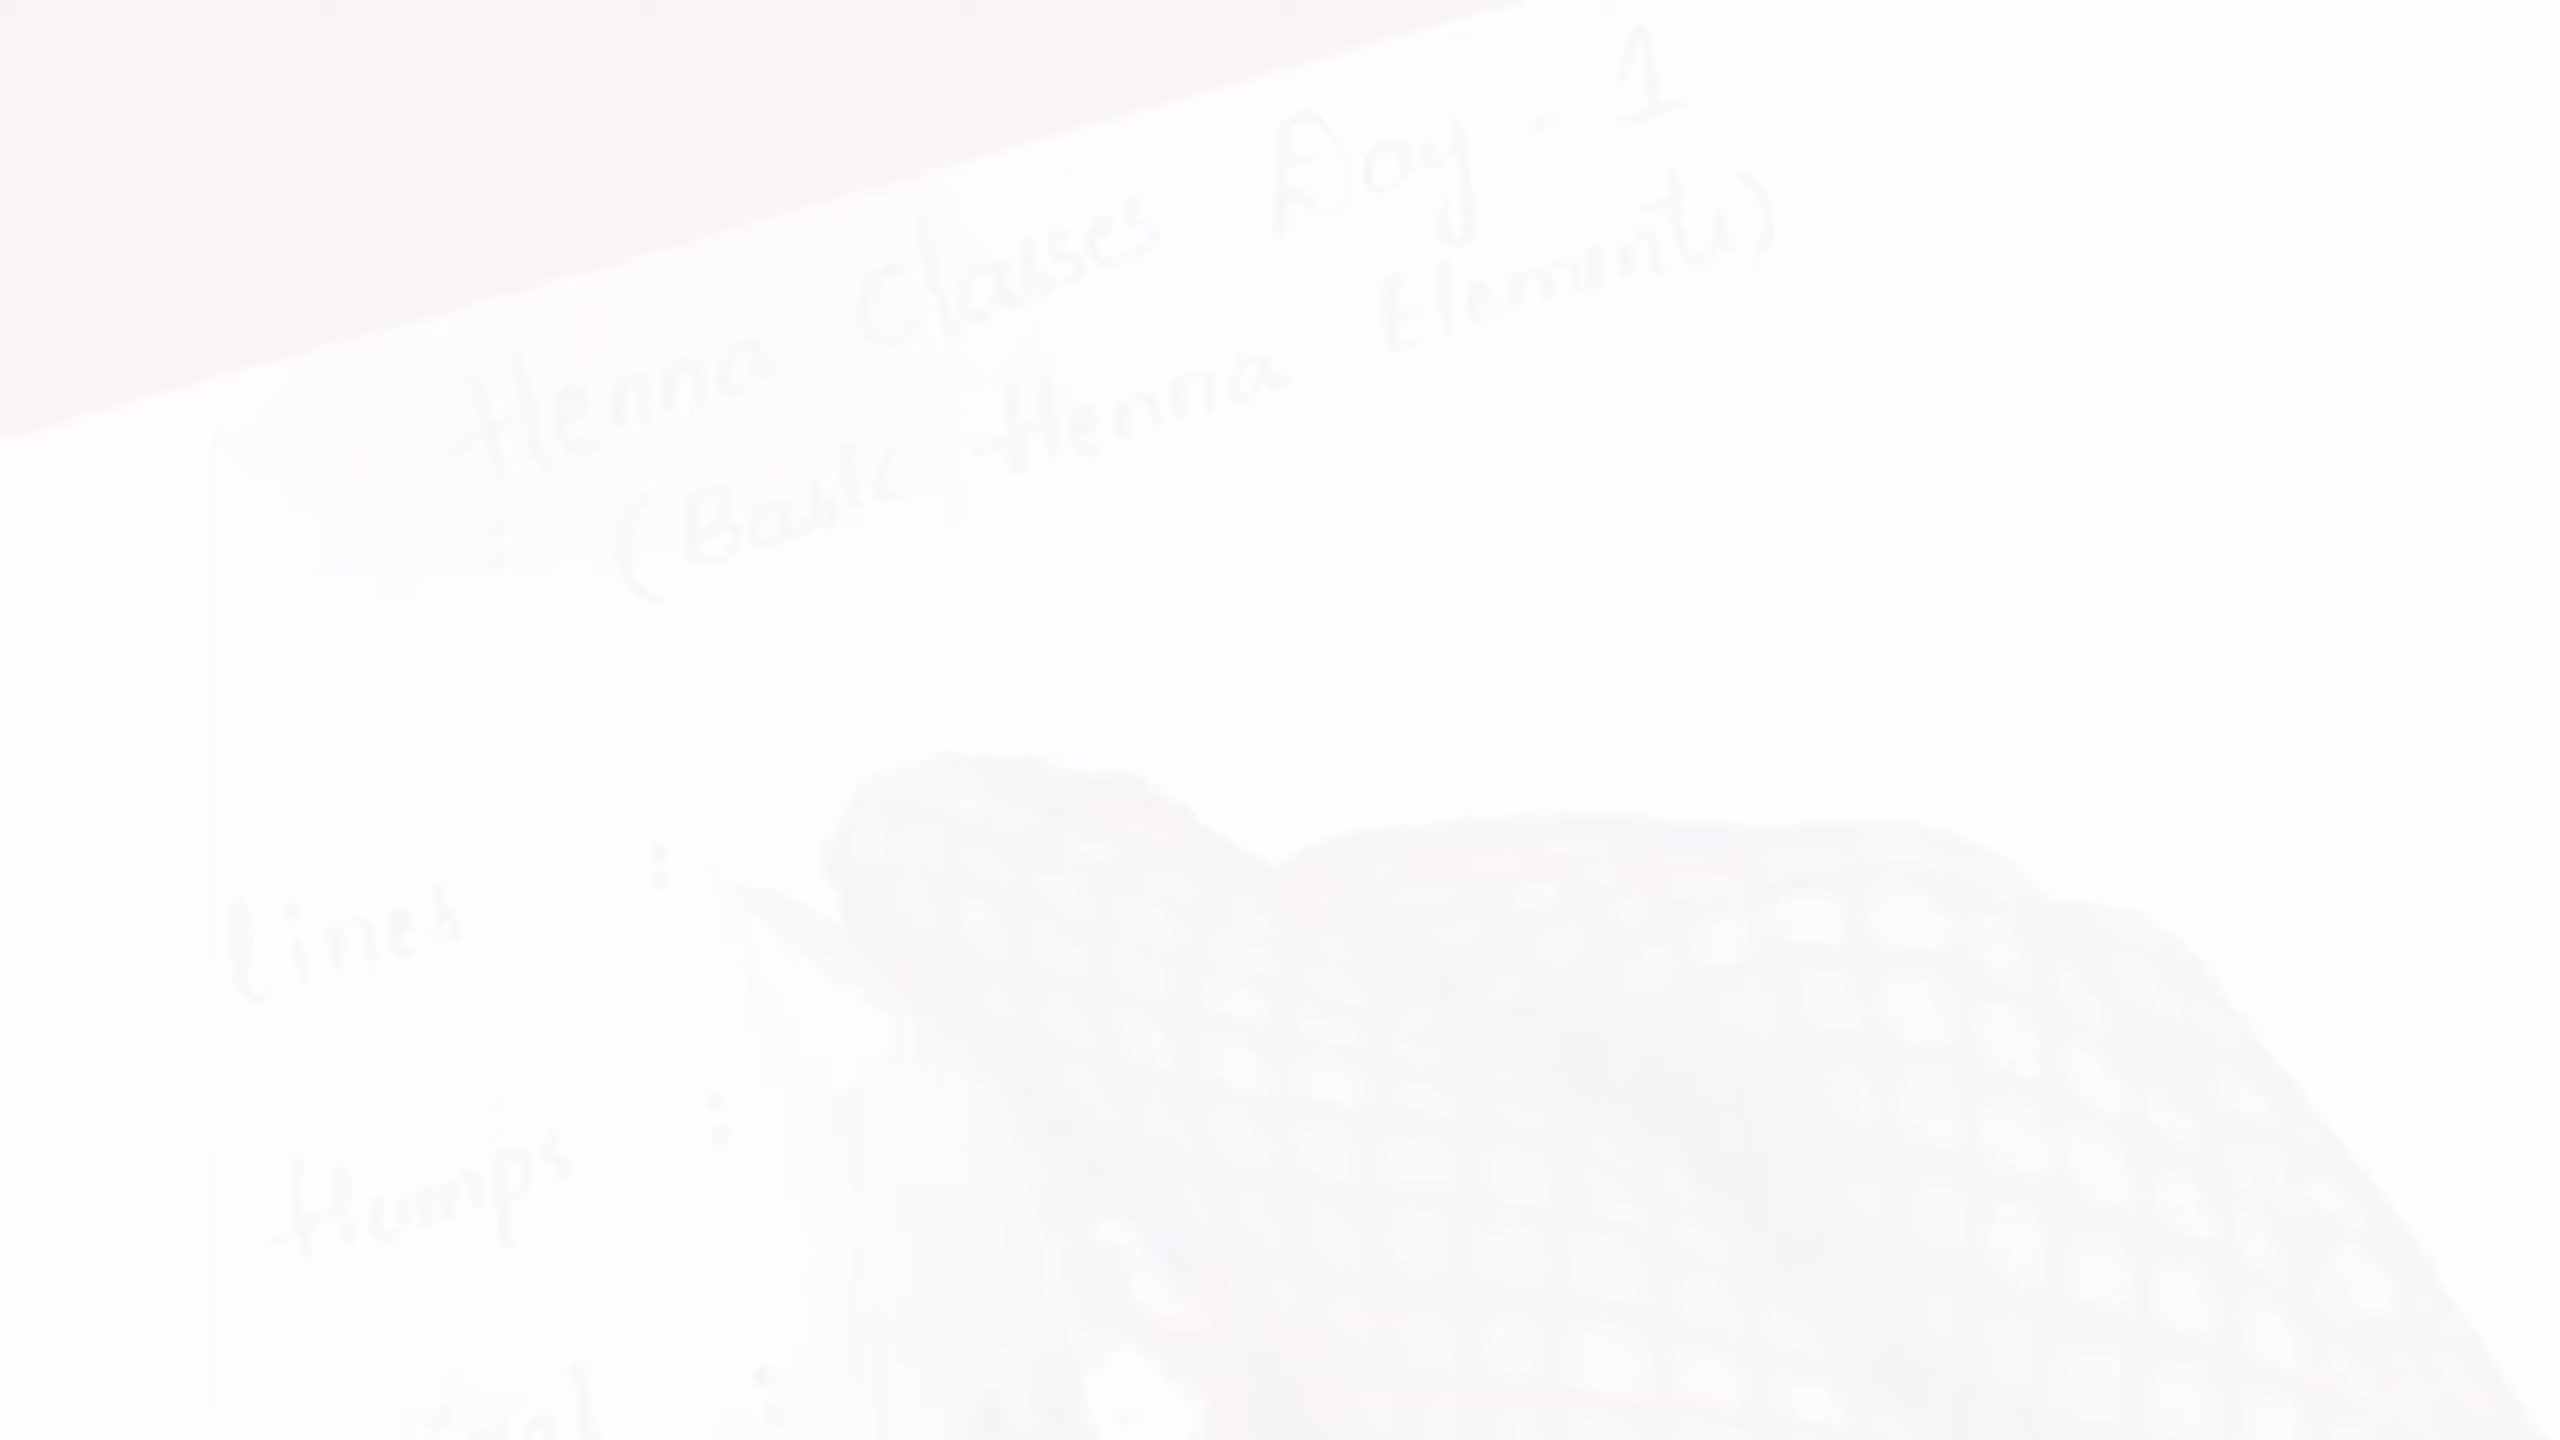 Henna Classes Day - 1
(Basic Henna Elements)
Lines :
Humps :